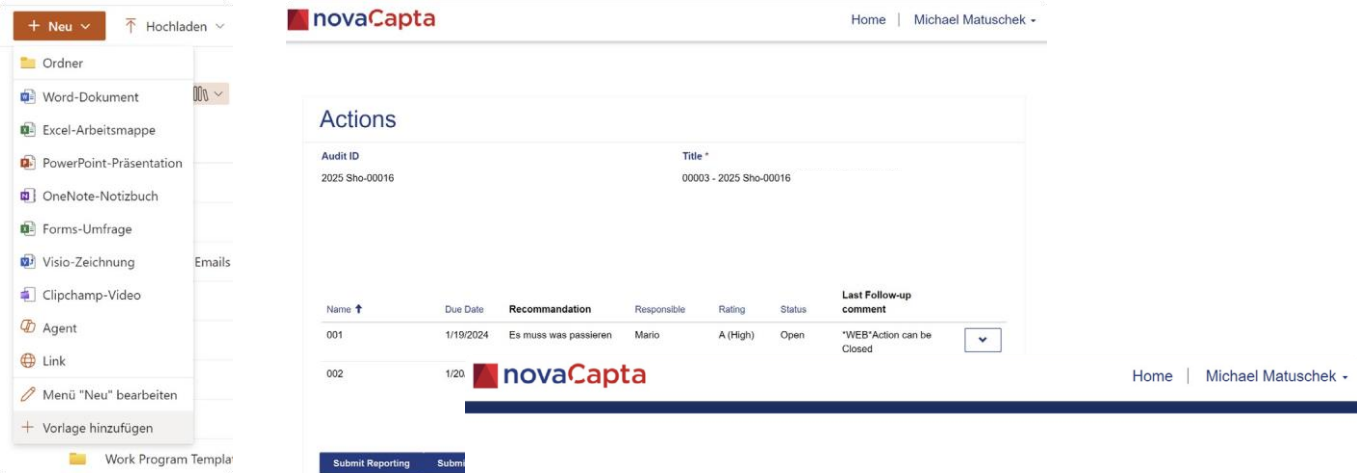 + Neu
Hochladen
Ordner
Word-Dokument
Excel-Arbeitsmappe
PowerPoint-Präsentation
OneNote-Notizbuch
Forms-Umfrage
Visio-Zeichnung
Emails
Clipchamp-Video
Agent
Link
Menü "Neu" bearbeiten
+ Vorlage hinzufügen
Work Program Templa
novaCapta
Home | Michael Matuschek
Actions
Audit ID
Title *
2025 Sho-00016
00003 - 2025 Sho-00016
Name Due Date Recommandation Responsible Rating Status Last Follow-up
comment
001 1/19/2024 Es muss was passieren Mario A (High) Open *WEB*Action can be
Closed
002 1/20
novaCapta
Home | Michael Matuschek
Submit Reporting Submi